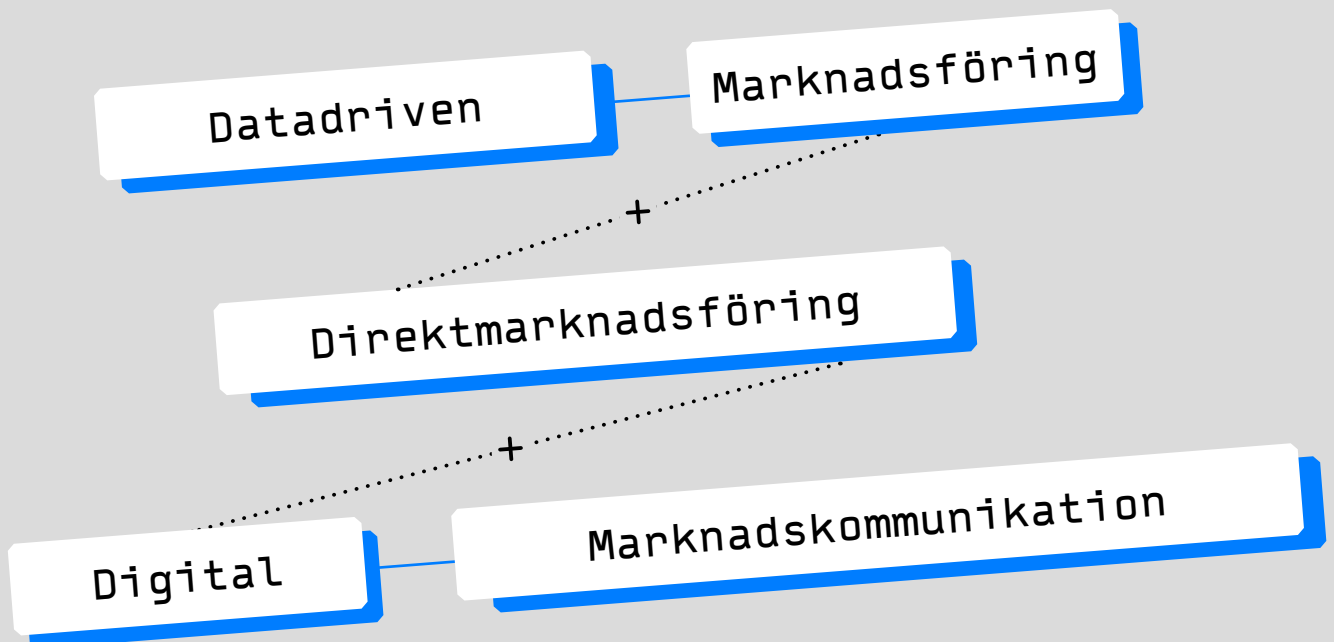 Datadriven Marknadsföring
+
Direktmarknadsföring
+
Digital Marknadskommunikation